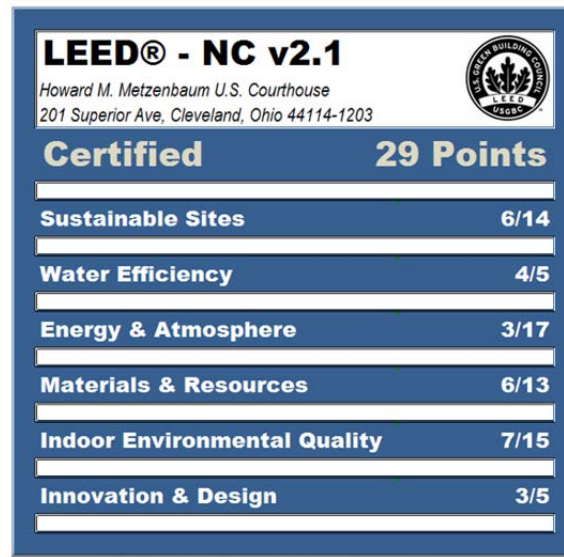 LEED® - NC v2.1
Howard M. Metzenbaum U.S. Courthouse
201 Superior Ave, Cleveland, Ohio 44114-1203
U.S. GREEN BUILDING COUNCIL
LEED
USGBC
Certified 29 Points
Sustainable Sites 6/14
Water Efficiency 4/5
Energy & Atmosphere 3/17
Materials & Resources 6/13
Indoor Environmental Quality 7/15
Innovation & Design 3/5